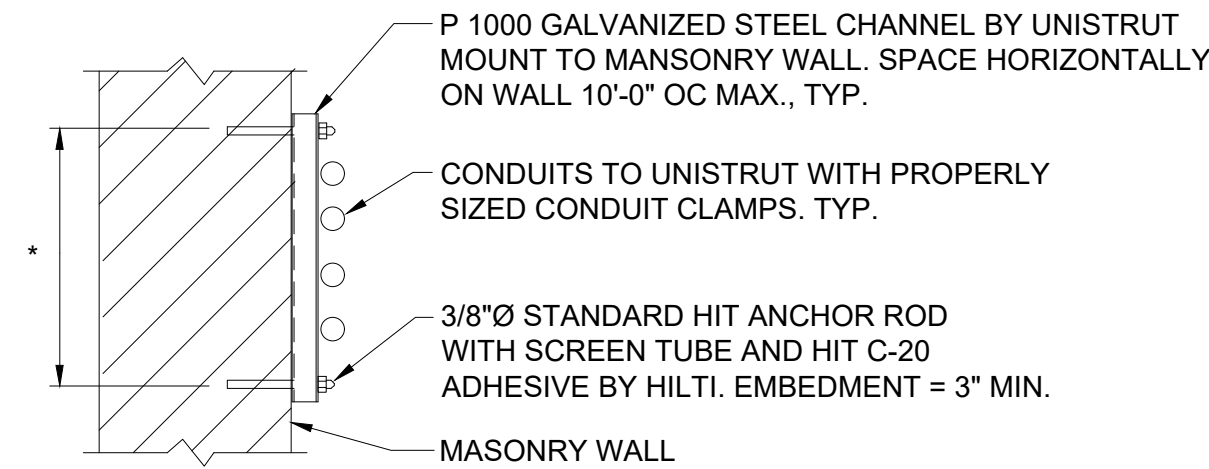 P 1000 GALVANIZED STEEL CHANNEL BY UNISTRUT
MOUNT TO MANSONRY WALL. SPACE HORIZONTALLY
ON WALL 10'-0" OC MAX., TYP.
CONDUITS TO UNISTRUT WITH PROPERLY
SIZED CONDUIT CLAMPS. TYP.
*
3/8"Ø STANDARD HIT ANCHOR ROD
WITH SCREEN TUBE AND HIT C-20
ADHESIVE BY HILTI. EMBEDMENT = 3" MIN.
MASONRY WALL